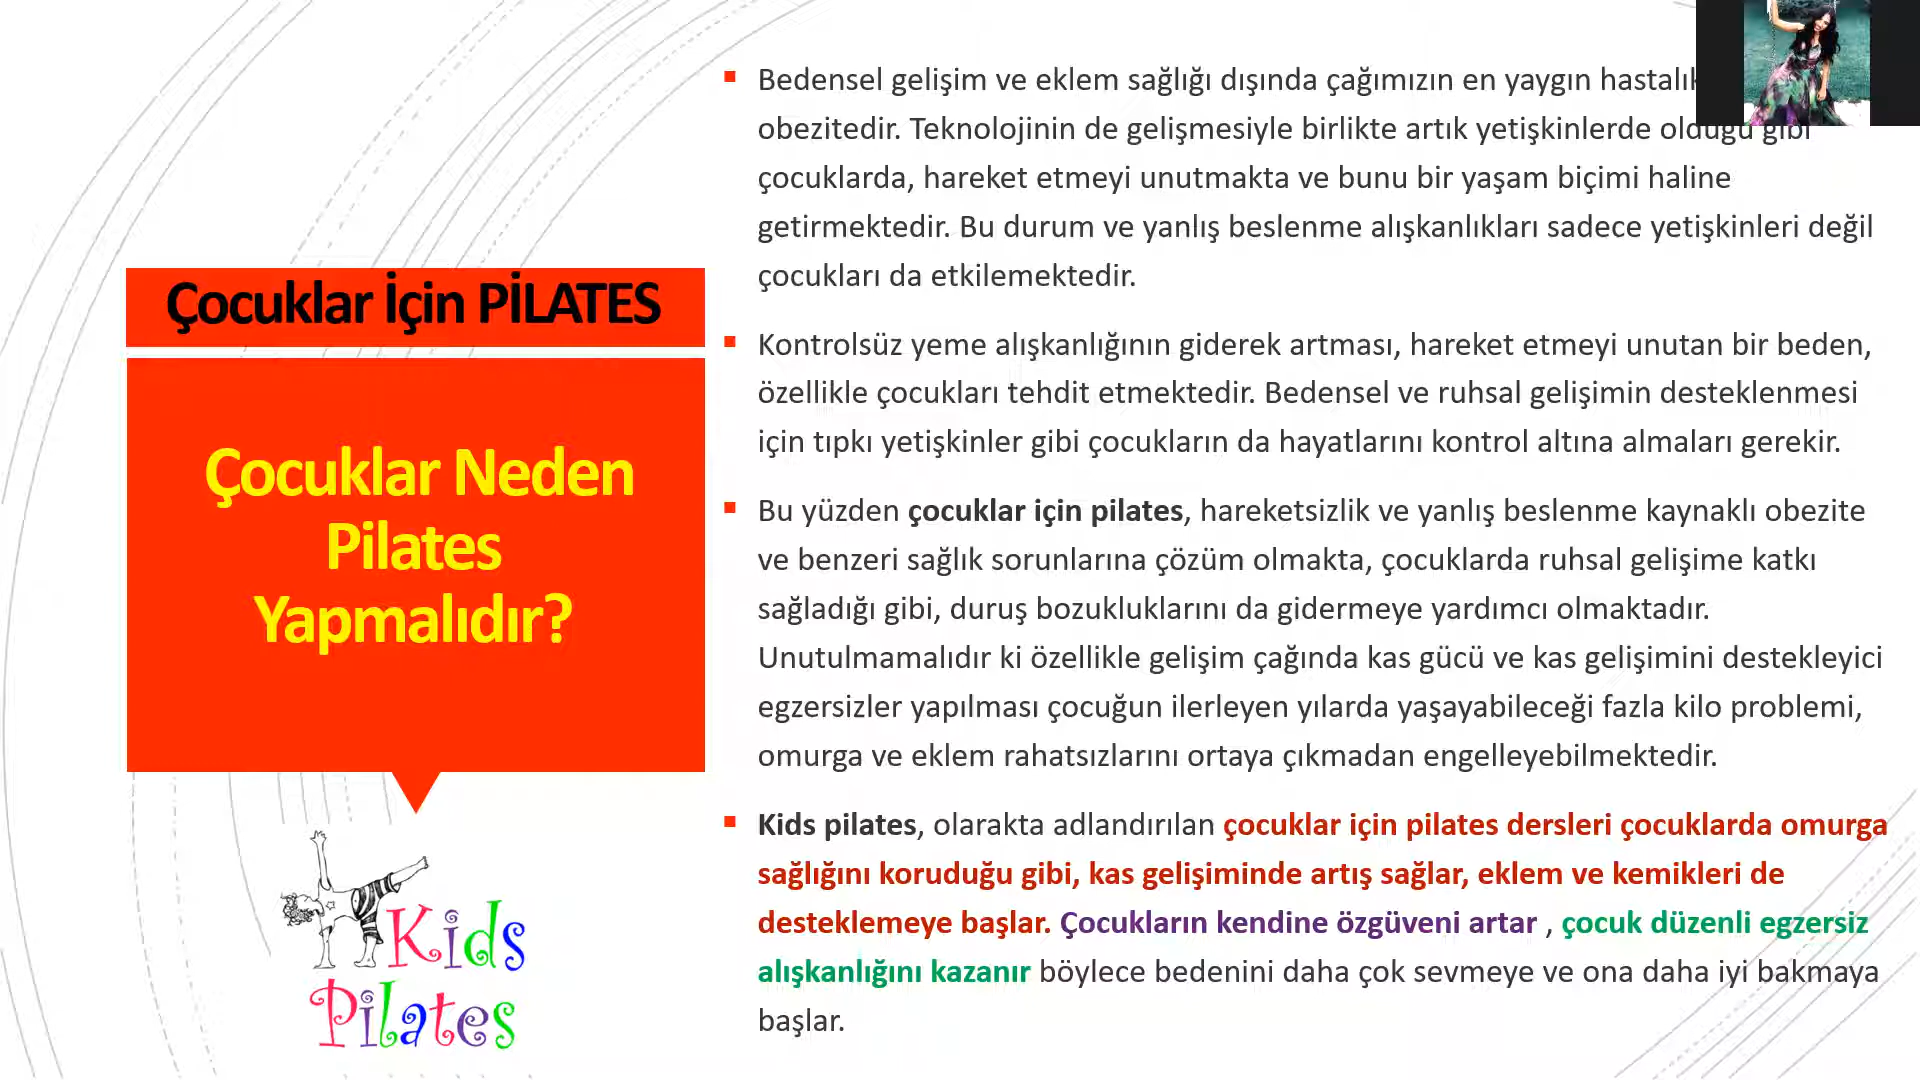 Çocuklar İçin PİLATES
Çocuklar Neden
Pilates
Yapmalıdır?
Kids
Pilates
Bedensel gelişim ve eklem sağlığı dışında çağımızın en yaygın
obezitedir. Teknolojinin de gelişmesiyle birlikte artık yetişkinlerde olduğu gibi
çocuklarda, hareket etmeyi unutmakta ve bunu bir yaşam biçimi haline
getirmektedir. Bu durum ve yanlış beslenme alışkanlıkları sadece yetişkinleri değil
çocukları da etkilemektedir.
Kontrolsüz yeme alışkanlığının giderek artması, hareket etmeyi unutan bir beden,
özellikle çocukları tehdit etmektedir. Bedensel ve ruhsal gelişimin desteklenmesi
için tıpkı yetişkinler gibi çocukların da hayatlarını kontrol altına almaları gerekir.
Bu yüzden çocuklar için pilates, hareketsizlik ve yanlış beslenme kaynaklı obezite
ve benzeri sağlık sorunlarına çözüm olmakta, çocuklarda ruhsal gelişime katkı
sağladığı gibi, duruş bozukluklarını da gidermeye yardımcı olmaktadır.
Unutulmamalıdır ki özellikle gelişim çağında kas gücü ve kas gelişimini destekleyici
egzersizler yapılması çocuğun ilerleyen yılarda yaşayabileceği fazla kilo problemi,
omurga ve eklem rahatsızlarını ortaya çıkmadan engelleyebilmektedir.
Kids pilates, olarakta adlandırılan çocuklar için pilates dersleri çocuklarda omurga
sağlığını koruduğu gibi, kas gelişiminde artış sağlar, eklem ve kemikleri de
desteklemeye başlar. Çocukların kendine özgüveni artar , çocuk düzenli egzersiz
alışkanlığını kazanır böylece bedenini daha çok sevmeye ve ona daha iyi bakmaya
başlar.